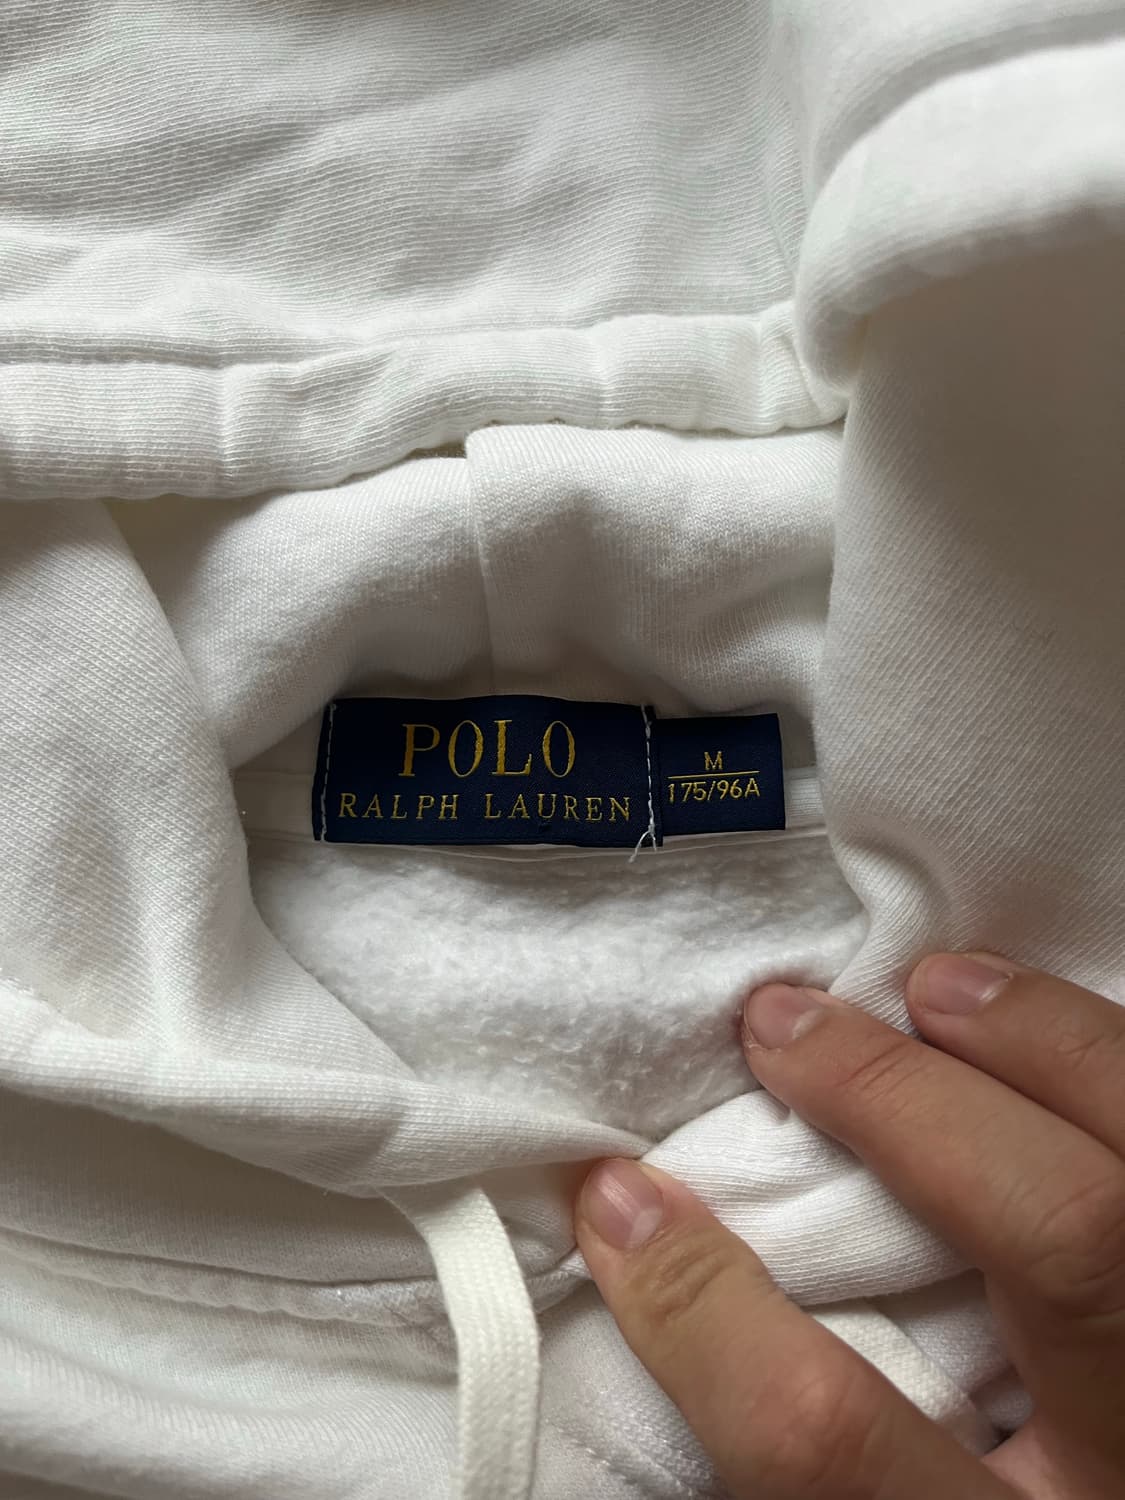 POLO
RALPH LAUREN
M
175/96A